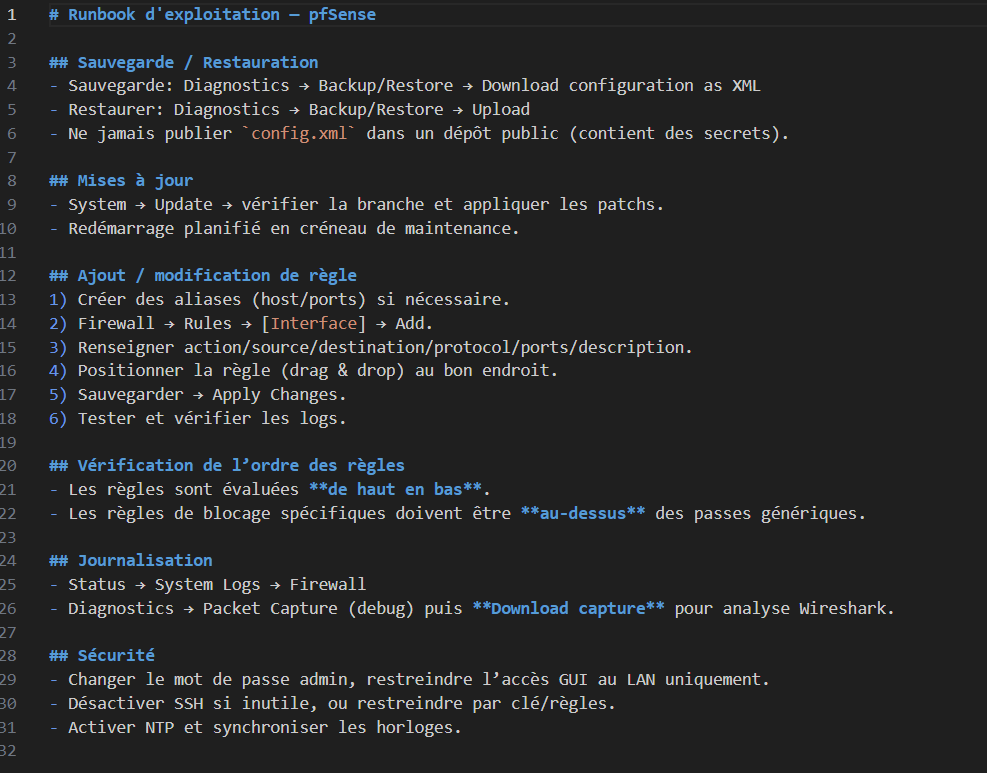 1 # Runbook d'exploitation — pfSense
2
3 ## Sauvegarde / Restauration
4 - Sauvegarde: Diagnostics → Backup/Restore → Download configuration as XML
5 - Restaurer: Diagnostics → Backup/Restore → Upload
6 - Ne jamais publier `config.xml` dans un dépôt public (contient des secrets).
7
8 ## Mises à jour
9 - System → Update → vérifier la branche et appliquer les patchs.
10 - Redémarrage planifié en créneau de maintenance.
11
12 ## Ajout / modification de règle
13 1) Créer des aliases (host/ports) si nécessaire.
14 2) Firewall → Rules → [Interface] → Add.
15 3) Renseigner action/source/destination/protocol/ports/description.
16 4) Positionner la règle (drag & drop) au bon endroit.
17 5) Sauvegarder → Apply Changes.
18 6) Tester et vérifier les logs.
19
20 ## Vérification de l’ordre des règles
21 - Les règles sont évaluées **de haut en bas**.
22 - Les règles de blocage spécifiques doivent être **au-dessus** des passes génériques.
23
24 ## Journalisation
25 - Status → System Logs → Firewall
26 - Diagnostics → Packet Capture (debug) puis **Download capture** pour analyse Wireshark.
27
28 ## Sécurité
29 - Changer le mot de passe admin, restreindre l’accès GUI au LAN uniquement.
30 - Désactiver SSH si inutile, ou restreindre par clé/règles.
31 - Activer NTP et synchroniser les horloges.
32